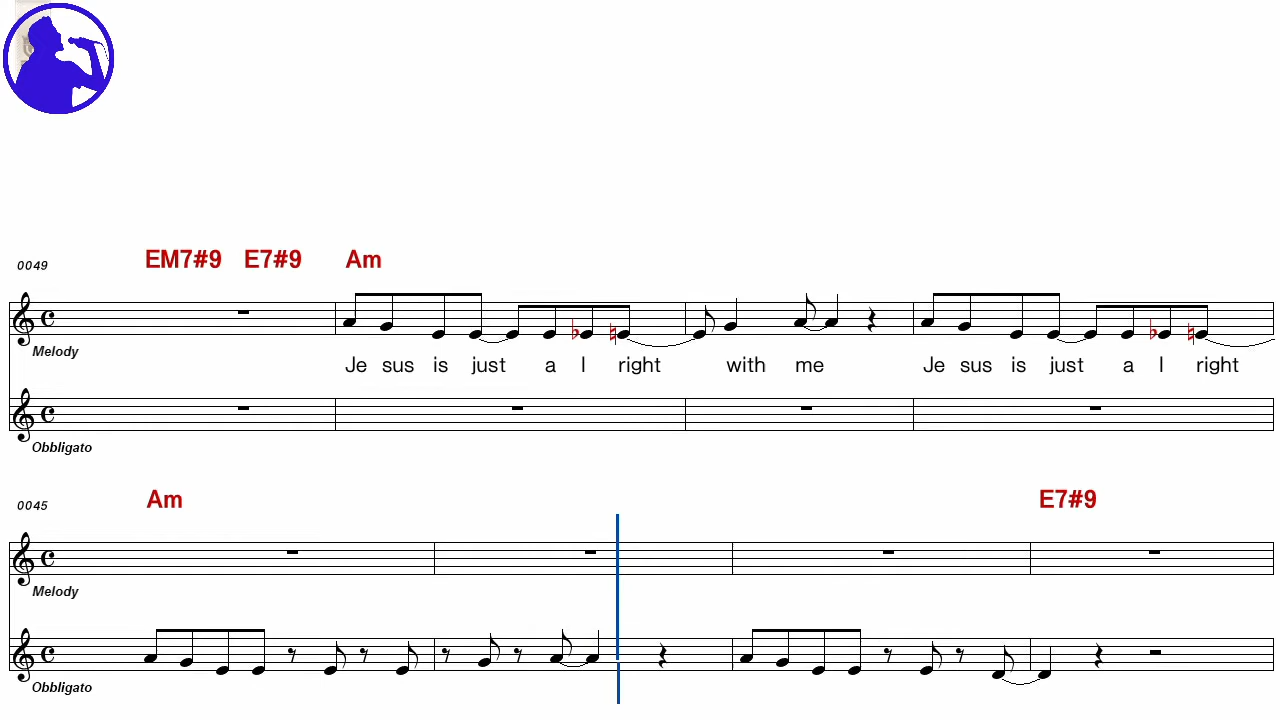 0049 EM7#9 E7#9 Am
Melody
Je sus is just a l right with me Je sus is just a l right
Obbligato
0045 Am E7#9
Melody
Obbligato